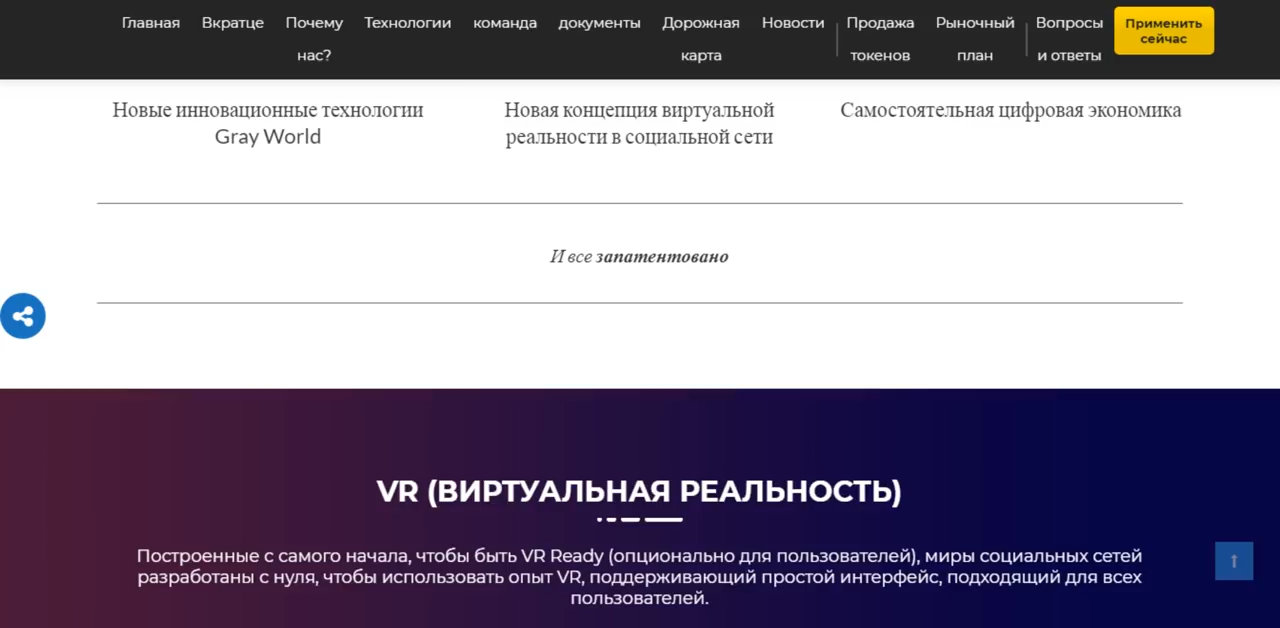 Главная Вкратце Почему нас? Технологии команда документы Дорожная карта Новости Продажа токенов Рыночный план Вопросы и ответы Применить сейчас
Новые инновационные технологии
Gray World
Новая концепция виртуальной
реальности в социальной сети
Самостоятельная цифровая экономика
И все запатентовано
VR (ВИРТУАЛЬНАЯ РЕАЛЬНОСТЬ)
Построенные с самого начала, чтобы быть VR Ready (опционально для пользователей), миры социальных сетей
разработаны с нуля, чтобы использовать опыт VR, поддерживающий простой интерфейс, подходящий для всех
пользователей.